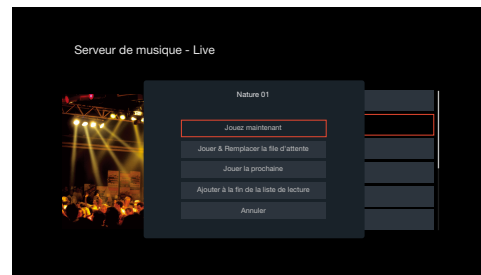 Serveur de musique - Live
Nature 01
Jouez maintenant
Jouer & Remplacer la file d'attente
Jouer la prochaine
Ajouter à la fin de la liste de lecture
Annuler